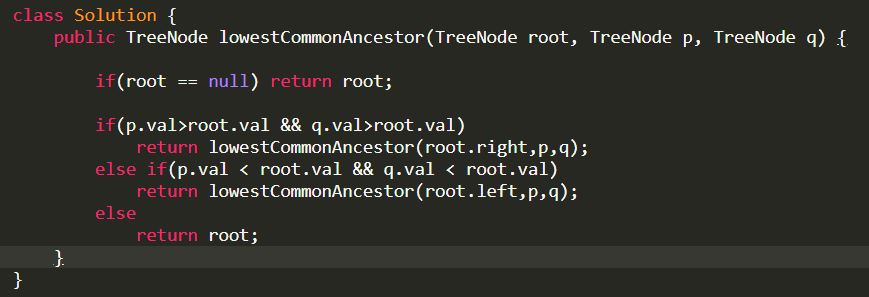 class Solution {
    public TreeNode lowestCommonAncestor(TreeNode root, TreeNode p, TreeNode q) {
        if(root == null) return root;
        if(p.val>root.val && q.val>root.val)
            return lowestCommonAncestor(root.right,p,q);
        else if(p.val < root.val && q.val < root.val)
            return lowestCommonAncestor(root.left,p,q);
        else
            return root;
    }
}